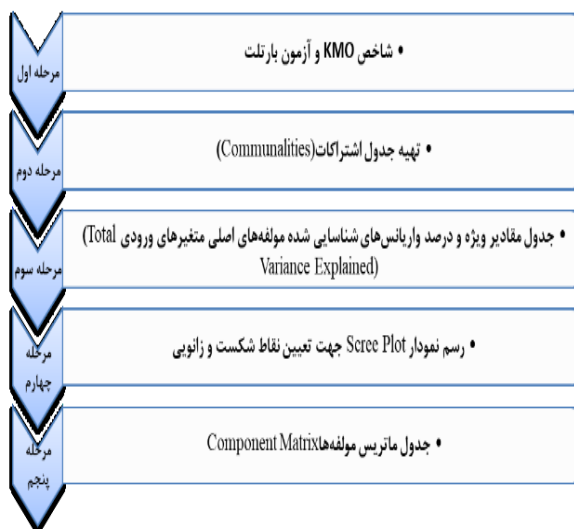 مرحله اول
• شاخص KMO و آزمون بارتلت
مرحله دوم
• تهیه جدول اشتراکات(Communalities)
مرحله سوم
• جدول مقادیر ویژه و درصد واریانس‌های شناسایی شده مولفه‌های اصلی متغیرهای ورودی Total)
(Variance Explained
مرحله
چهارم
• رسم نمودار Scree Plot جهت تعیین نقاط شکست و زانویی
مرحله
پنجم
• جدول ماتریس مولفه‌هاComponent Matrix